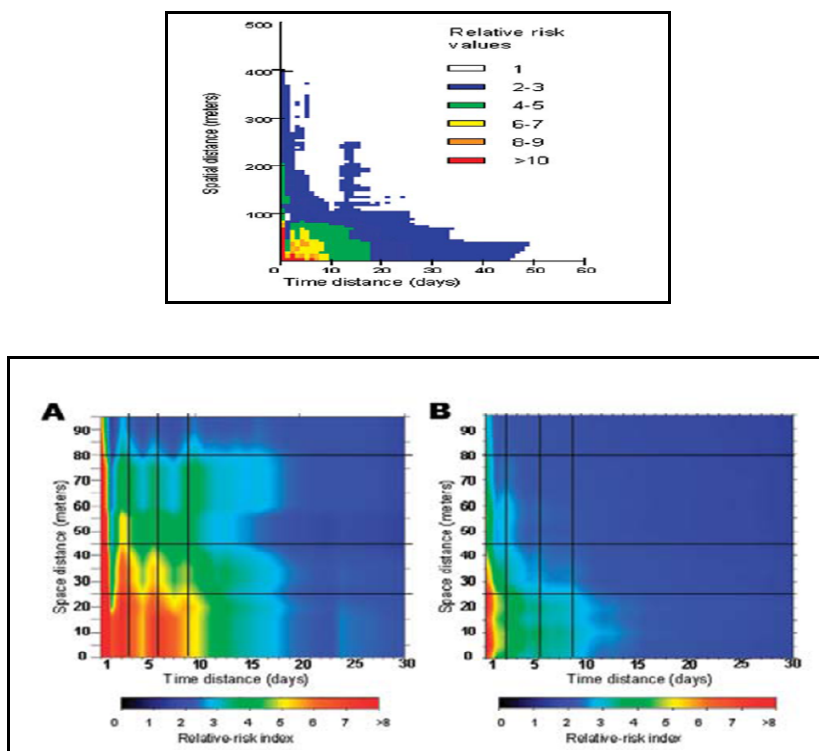 500
400
300
200
100
0
10
20
30
40
50
60
Spatial distance (meters)
Time distance (days)
Relative risk
values
1
2-3
4-5
6-7
8-9
>10
A
90
80
70
60
50
40
30
20
10
0
Space distance (meters)
1 5 10 15 20 25 30
Time distance (days)
0 1 2 3 4 5 6 7 >8
Relative-risk index
B
90
80
70
60
50
40
30
20
10
0
Space distance (meters)
1 5 10 15 20 25 30
Time distance (days)
0 1 2 3 4 5 6 7 >8
Relative-risk index